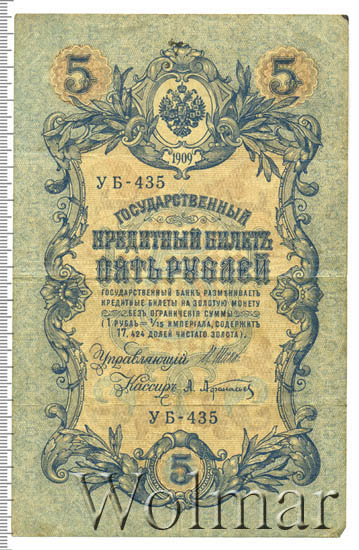 5 5
1909
УБ-435
ГОСУДАРСТВЕННЫЙ
КРЕДИТНЫЙ БИЛЕТЪ
ПЯТЬ РУБЛЕЙ
ГОСУДАРСТВЕННЫЙ БАНКЪ РАЗМѢНИВАЕТЪ
КРЕДИТНЫЕ БИЛЕТЫ НА ЗОЛОТУЮ МОНЕТУ
БЕЗЪ ОГРАНИЧЕНІЯ СУММЫ
(1 РУБЛЬ = 1/15 ИМПЕРІАЛА, СОДЕРЖИТЪ
17,424 ДОЛЕЙ ЧИСТАГО ЗОЛОТА).
Управляющій
Кассиръ А. Афанасьев
УБ-435
5
Wolmar